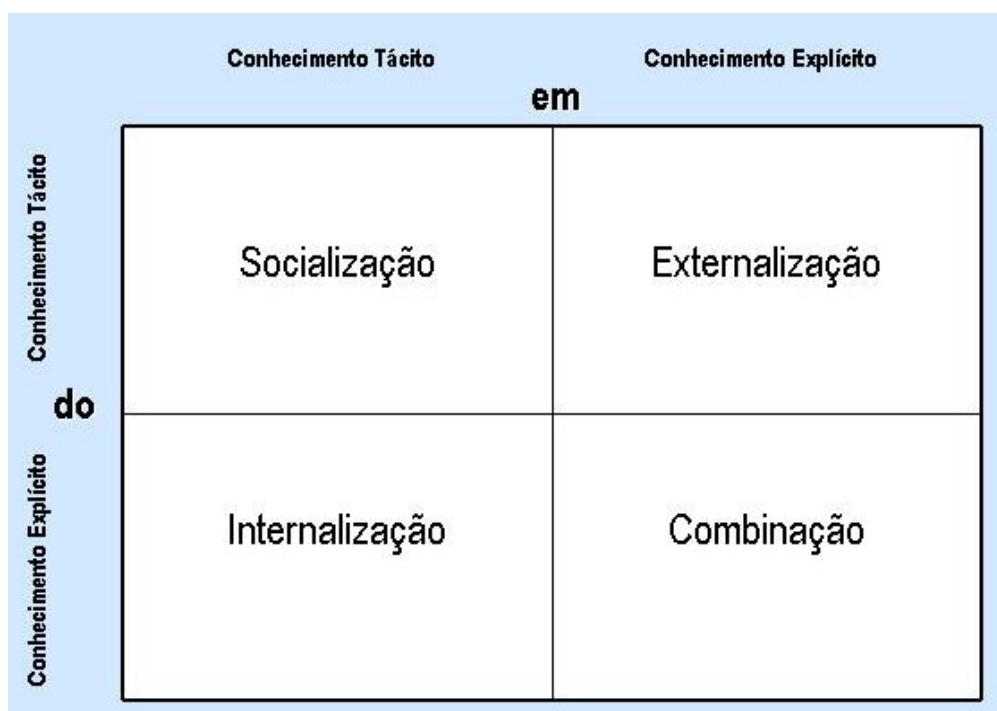 Conhecimento Tácito Conhecimento Explícito
em
Conhecimento Tácito
Socialização Externalização
do
Conhecimento Explícito
Internalização Combinação